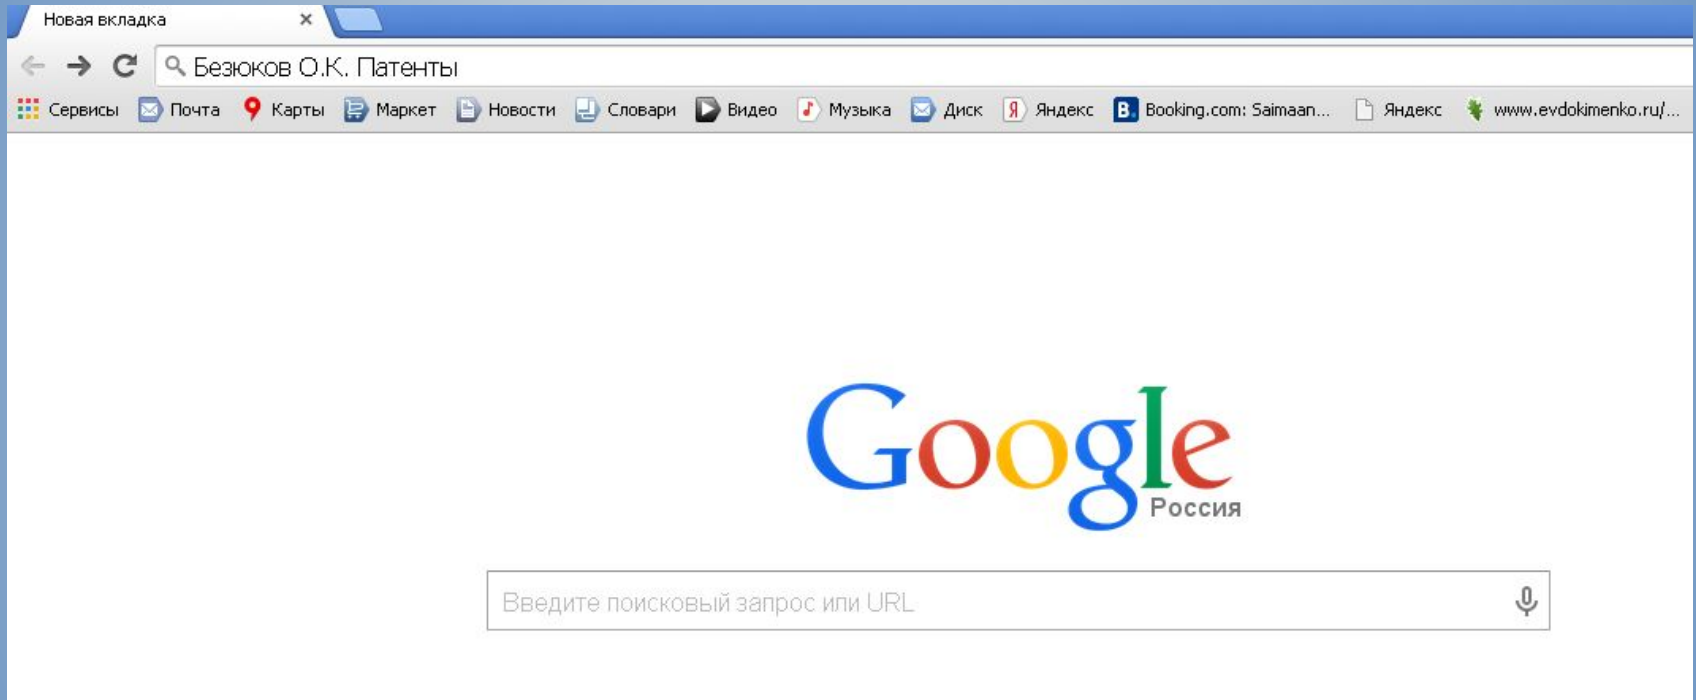 Новая вкладка
Безюков О.К. Патенты
Сервисы Почта Карты Маркет Новости Словари Видео Музыка Диск Яндекс Booking.com: Saimaan... Яндекс www.evdokimenko.ru/...
Google
Россия
Введите поисковый запрос или URL